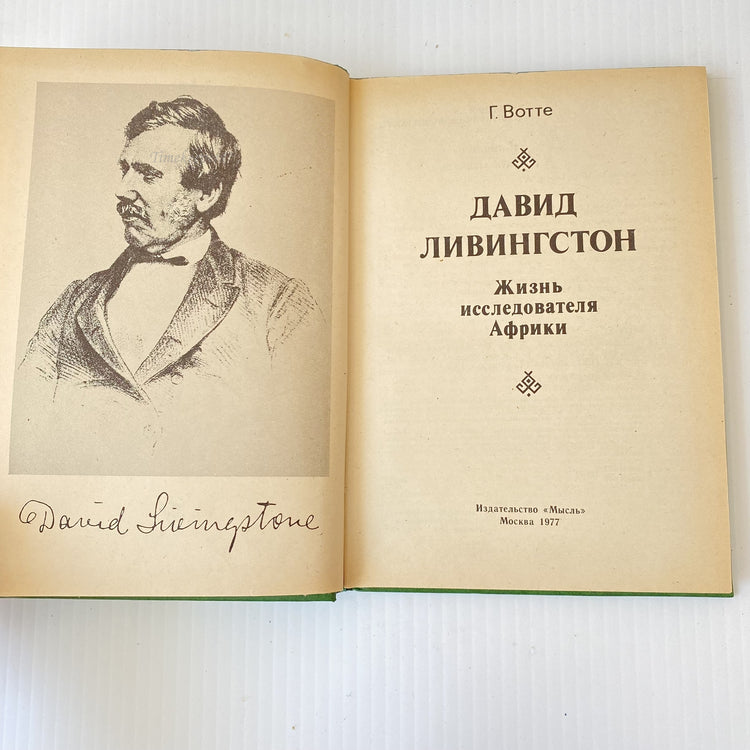 David Livingstone
Г. Вотте
ДАВИД
ЛИВИНГСТОН
Жизнь
исследователя
Африки
Издательство «Мысль»
Москва 1977